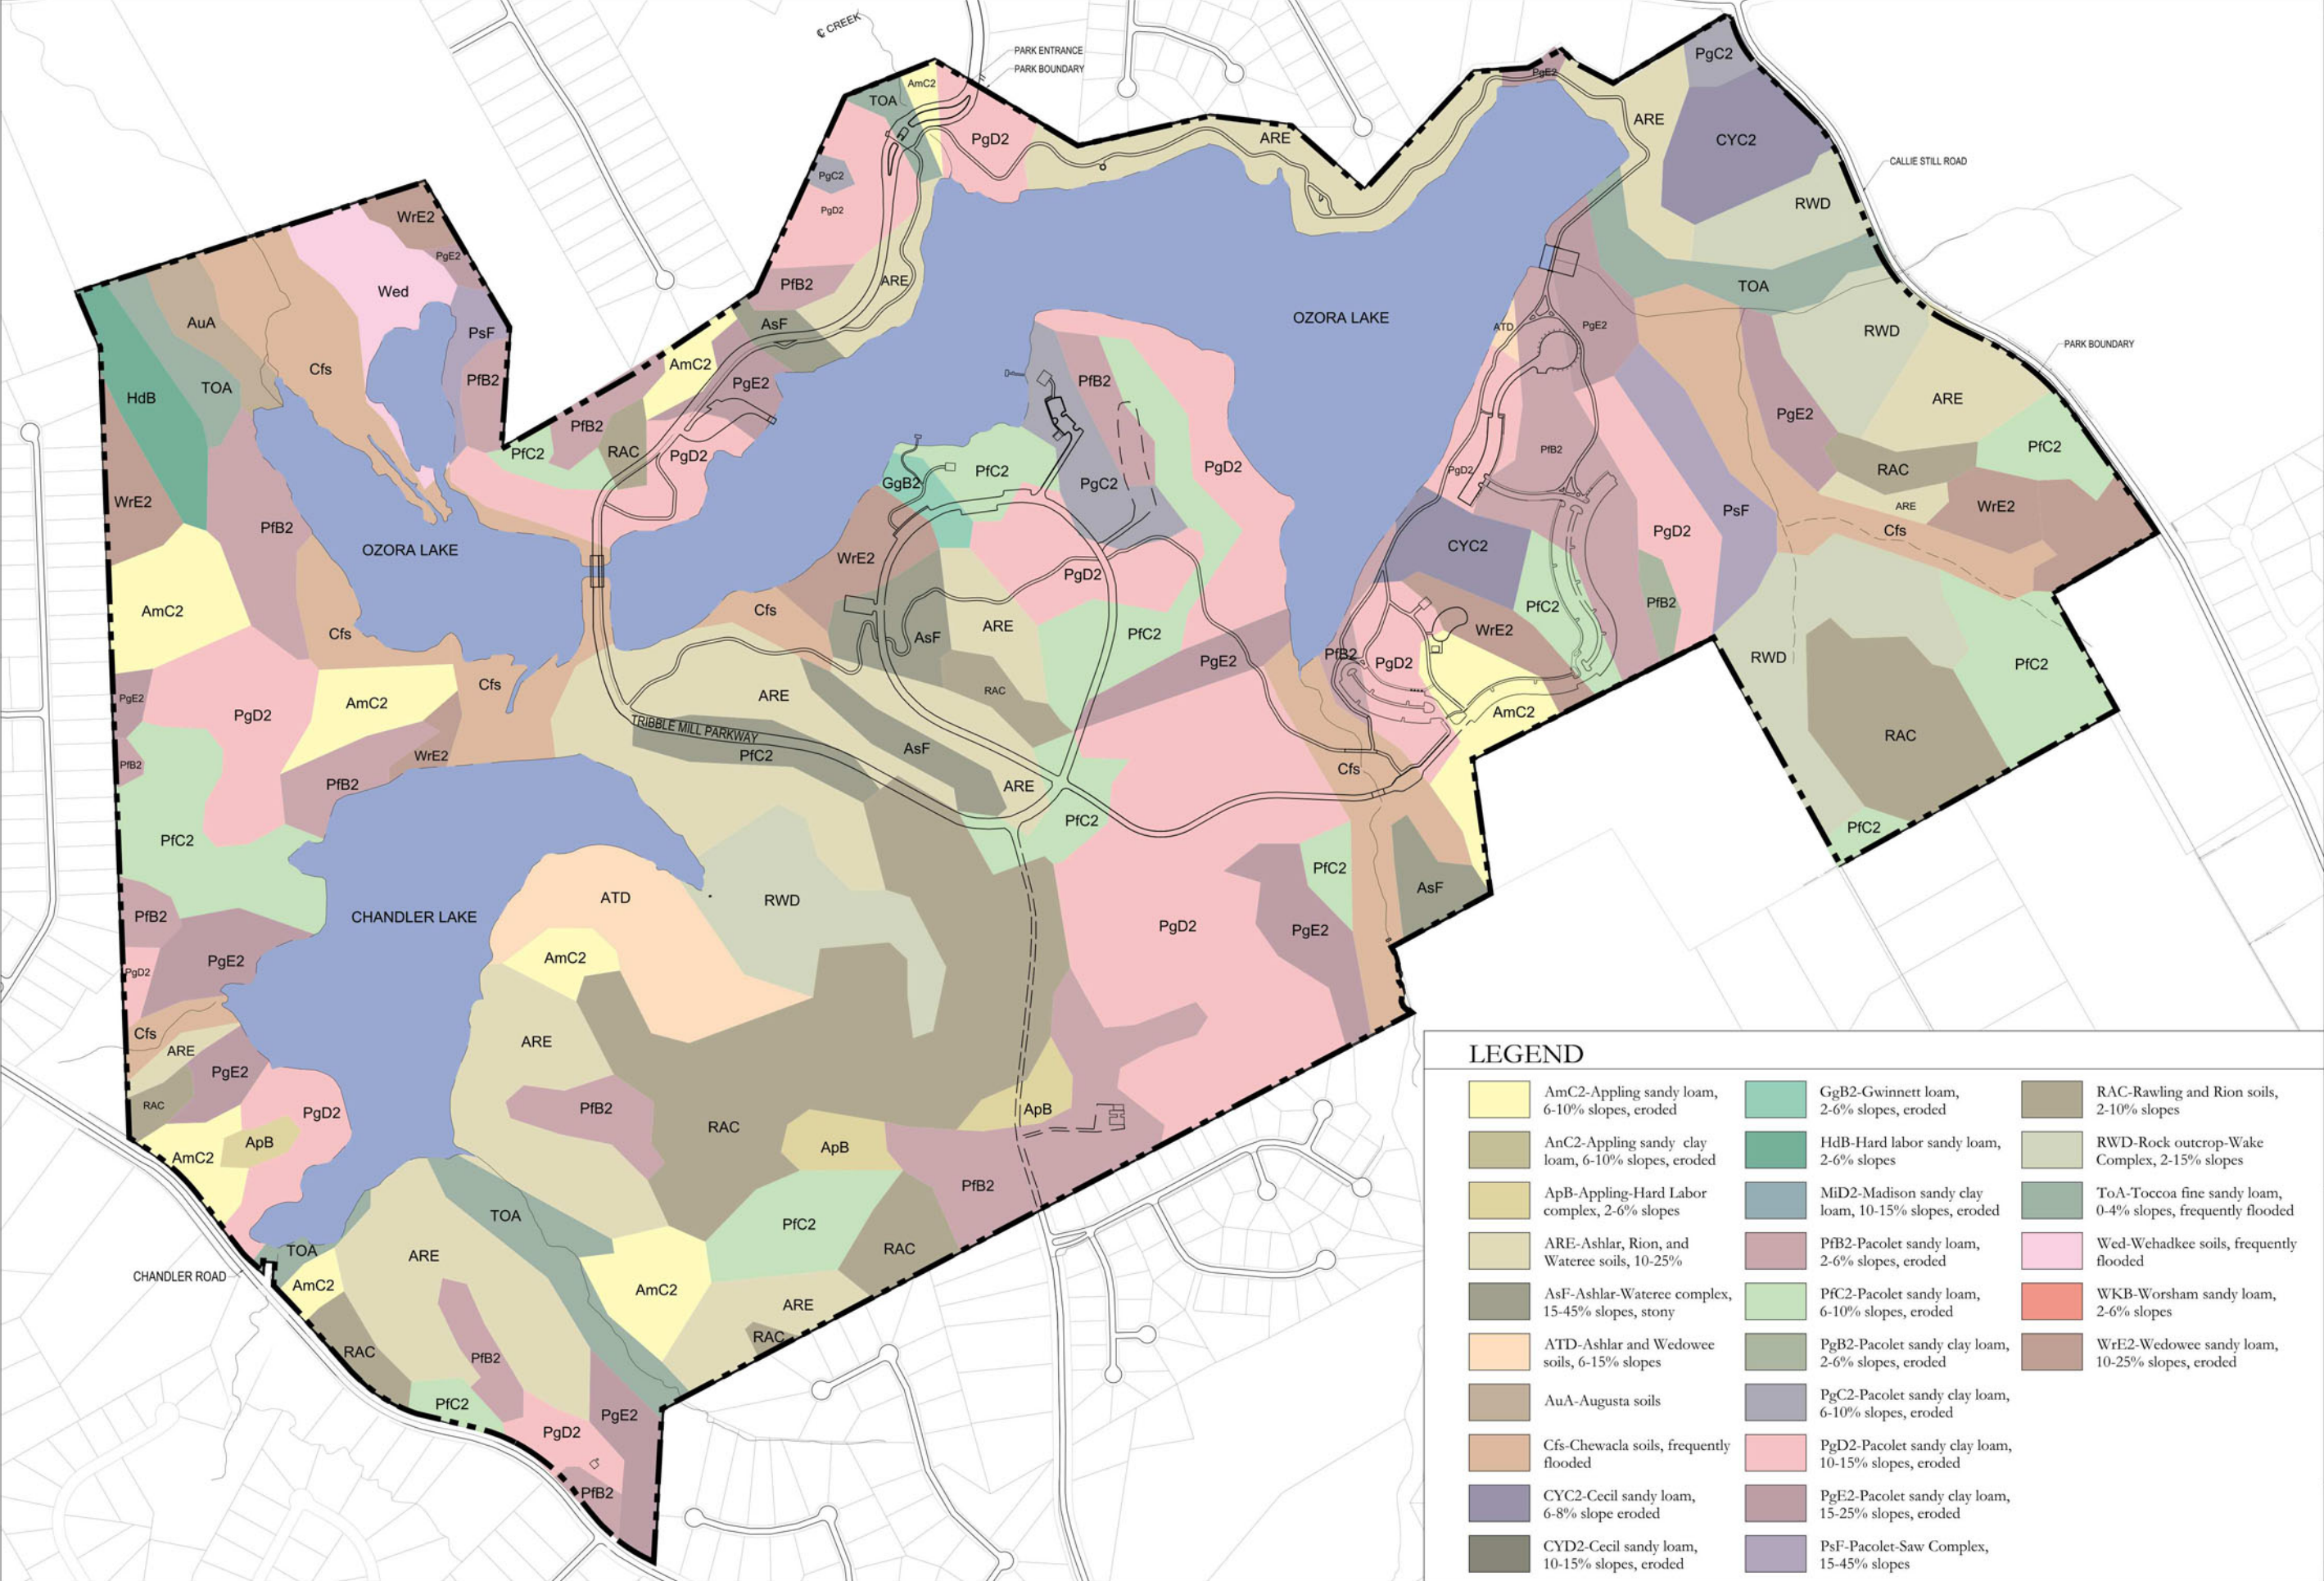 ℄ CREEK
PARK ENTRANCE
PARK BOUNDARY
PgC2
PgE2
AmC2
TOA
ARE
CYC2
PgD2
ARE
CALLIE STILL ROAD
PgC2
RWD
PgD2
WrE2
PgE2
ARE
PfB2
TOA
Wed
OZORA LAKE
AuA
AsF
ATD
PgE2
RWD
PsF
PARK BOUNDARY
AmC2
Cfs
PfB2
PgE2
PfB2
TOA
HdB
ARE
PgE2
PfB2
PfC2
RAC
PgD2
PfB2
PfC2
PgD2
PgD2
RAC
PfC2
GgB2
PgC2
WrE2
PfB2
PsF
WrE2
ARE
PgD2
Cfs
OZORA LAKE
CYC2
WrE2
PgD2
AmC2
Cfs
PfC2
PfB2
Cfs
AsF
ARE
PfC2
WrE2
PfB2
PgD2
PgE2
RWD
PfC2
Cfs
RAC
ARE
PgE2
AmC2
PgD2
AmC2
TRIBBLE MILL PARKWAY
RAC
AsF
PfC2
WrE2
PfB2
PfB2
Cfs
ARE
PfC2
PfC2
PfC2
PfC2
AsF
ATD
RWD
PfB2
CHANDLER LAKE
PgD2
PgE2
AmC2
PgE2
PgD2
Cfs
ARE
ARE
PgE2
RAC
PfB2
PgD2
ApB
RAC
ApB
ApB
AmC2
PfB2
TOA
PfC2
TOA
ARE
RAC
CHANDLER ROAD
AmC2
AmC2
ARE
RAC
RAC
PfB2
PfC2
PgE2
PgD2
PfB2
LEGEND
AmC2-Appling sandy loam,
6-10% slopes, eroded
AnC2-Appling sandy clay
loam, 6-10% slopes, eroded
ApB-Appling-Hard Labor
complex, 2-6% slopes
ARE-Ashlar, Rion, and
Wateree soils, 10-25%
AsF-Ashlar-Wateree complex,
15-45% slopes, stony
ATD-Ashlar and Wedowee
soils, 6-15% slopes
AuA-Augusta soils
Cfs-Chewacla soils, frequently
flooded
CYC2-Cecil sandy loam,
6-8% slope eroded
CYD2-Cecil sandy loam,
10-15% slopes, eroded
GgB2-Gwinnett loam,
2-6% slopes, eroded
HdB-Hard labor sandy loam,
2-6% slopes
MiD2-Madison sandy clay
loam, 10-15% slopes, eroded
PfB2-Pacolet sandy loam,
2-6% slopes, eroded
PfC2-Pacolet sandy loam,
6-10% slopes, eroded
PgB2-Pacolet sandy clay loam,
2-6% slopes, eroded
PgC2-Pacolet sandy clay loam,
6-10% slopes, eroded
PgD2-Pacolet sandy clay loam,
10-15% slopes, eroded
PgE2-Pacolet sandy clay loam,
15-25% slopes, eroded
PsF-Pacolet-Saw Complex,
15-45% slopes
RAC-Rawling and Rion soils,
2-10% slopes
RWD-Rock outcrop-Wake
Complex, 2-15% slopes
ToA-Toccoa fine sandy loam,
0-4% slopes, frequently flooded
Wed-Wehadkee soils, frequently
flooded
WKB-Worsham sandy loam,
2-6% slopes
WrE2-Wedowee sandy loam,
10-25% slopes, eroded